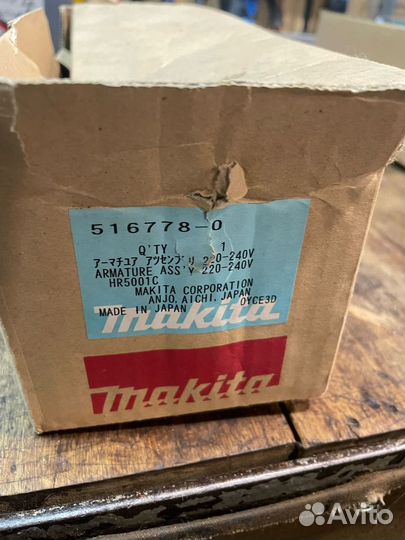 516778-0
Q'TY 1
アーマチュア アッセンブリ 220-240V
ARMATURE ASS'Y 220-240V
HR5001C
MAKITA CORPORATION
ANJO, AICHI, JAPAN
MADE IN JAPAN OYCE3D
makita
makita
Avito